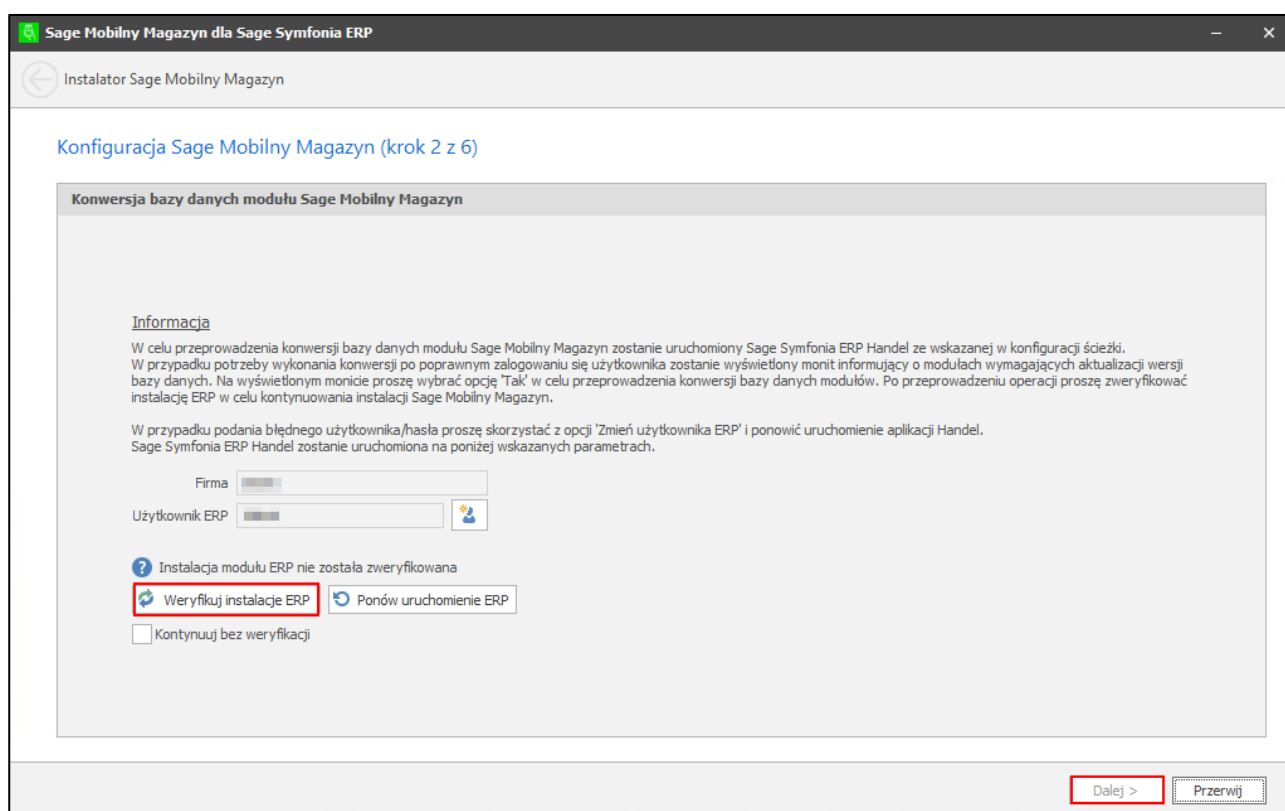 Sage Mobilny Magazyn dla Sage Symfonia ERP
Instalator Sage Mobilny Magazyn
Konfiguracja Sage Mobilny Magazyn (krok 2 z 6)
Konwersja bazy danych modułu Sage Mobilny Magazyn
Informacja
W celu przeprowadzenia konwersji bazy danych modułu Sage Mobilny Magazyn zostanie uruchomiony Sage Symfonia ERP Handel ze wskazanej w konfiguracji ścieżki.
W przypadku potrzeby wykonania konwersji po poprawnym zalogowaniu się użytkownika zostanie wyświetlony monit informujący o modułach wymagających aktualizacji wersji
bazy danych. Na wyświetlonym monicie proszę wybrać opcję 'Tak' w celu przeprowadzenia konwersji bazy danych modułów. Po przeprowadzeniu operacji proszę zweryfikować
instalację ERP w celu kontynuowania instalacji Sage Mobilny Magazyn.
W przypadku podania błędnego użytkownika/hasła proszę skorzystać z opcji 'Zmień użytkownika ERP' i ponowić uruchomienie aplikacji Handel.
Sage Symfonia ERP Handel zostanie uruchomiona na poniżej wskazanych parametrach.
Firma
Użytkownik ERP
Instalacja modułu ERP nie została zweryfikowana
Weryfikuj instalacje ERP Ponów uruchomienie ERP
Kontynuuj bez weryfikacji
Dalej > Przerwij